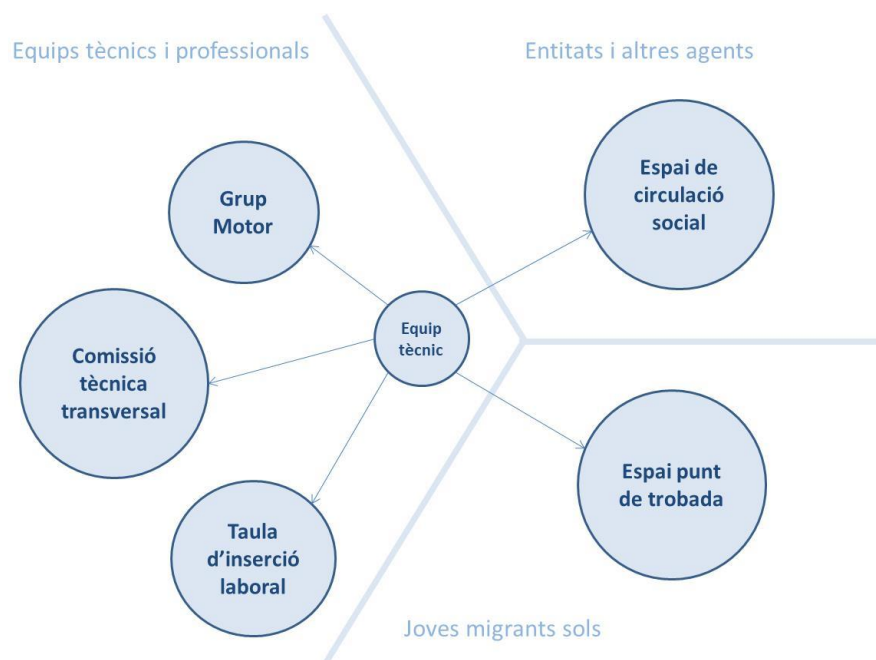 Equips tècnics i professionals
Entitats i altres agents
Grup
Motor
Espai de
circulació
social
Equip
tècnic
Comissió
tècnica
transversal
Espai punt
de trobada
Taula
d’inserció
laboral
Joves migrants sols